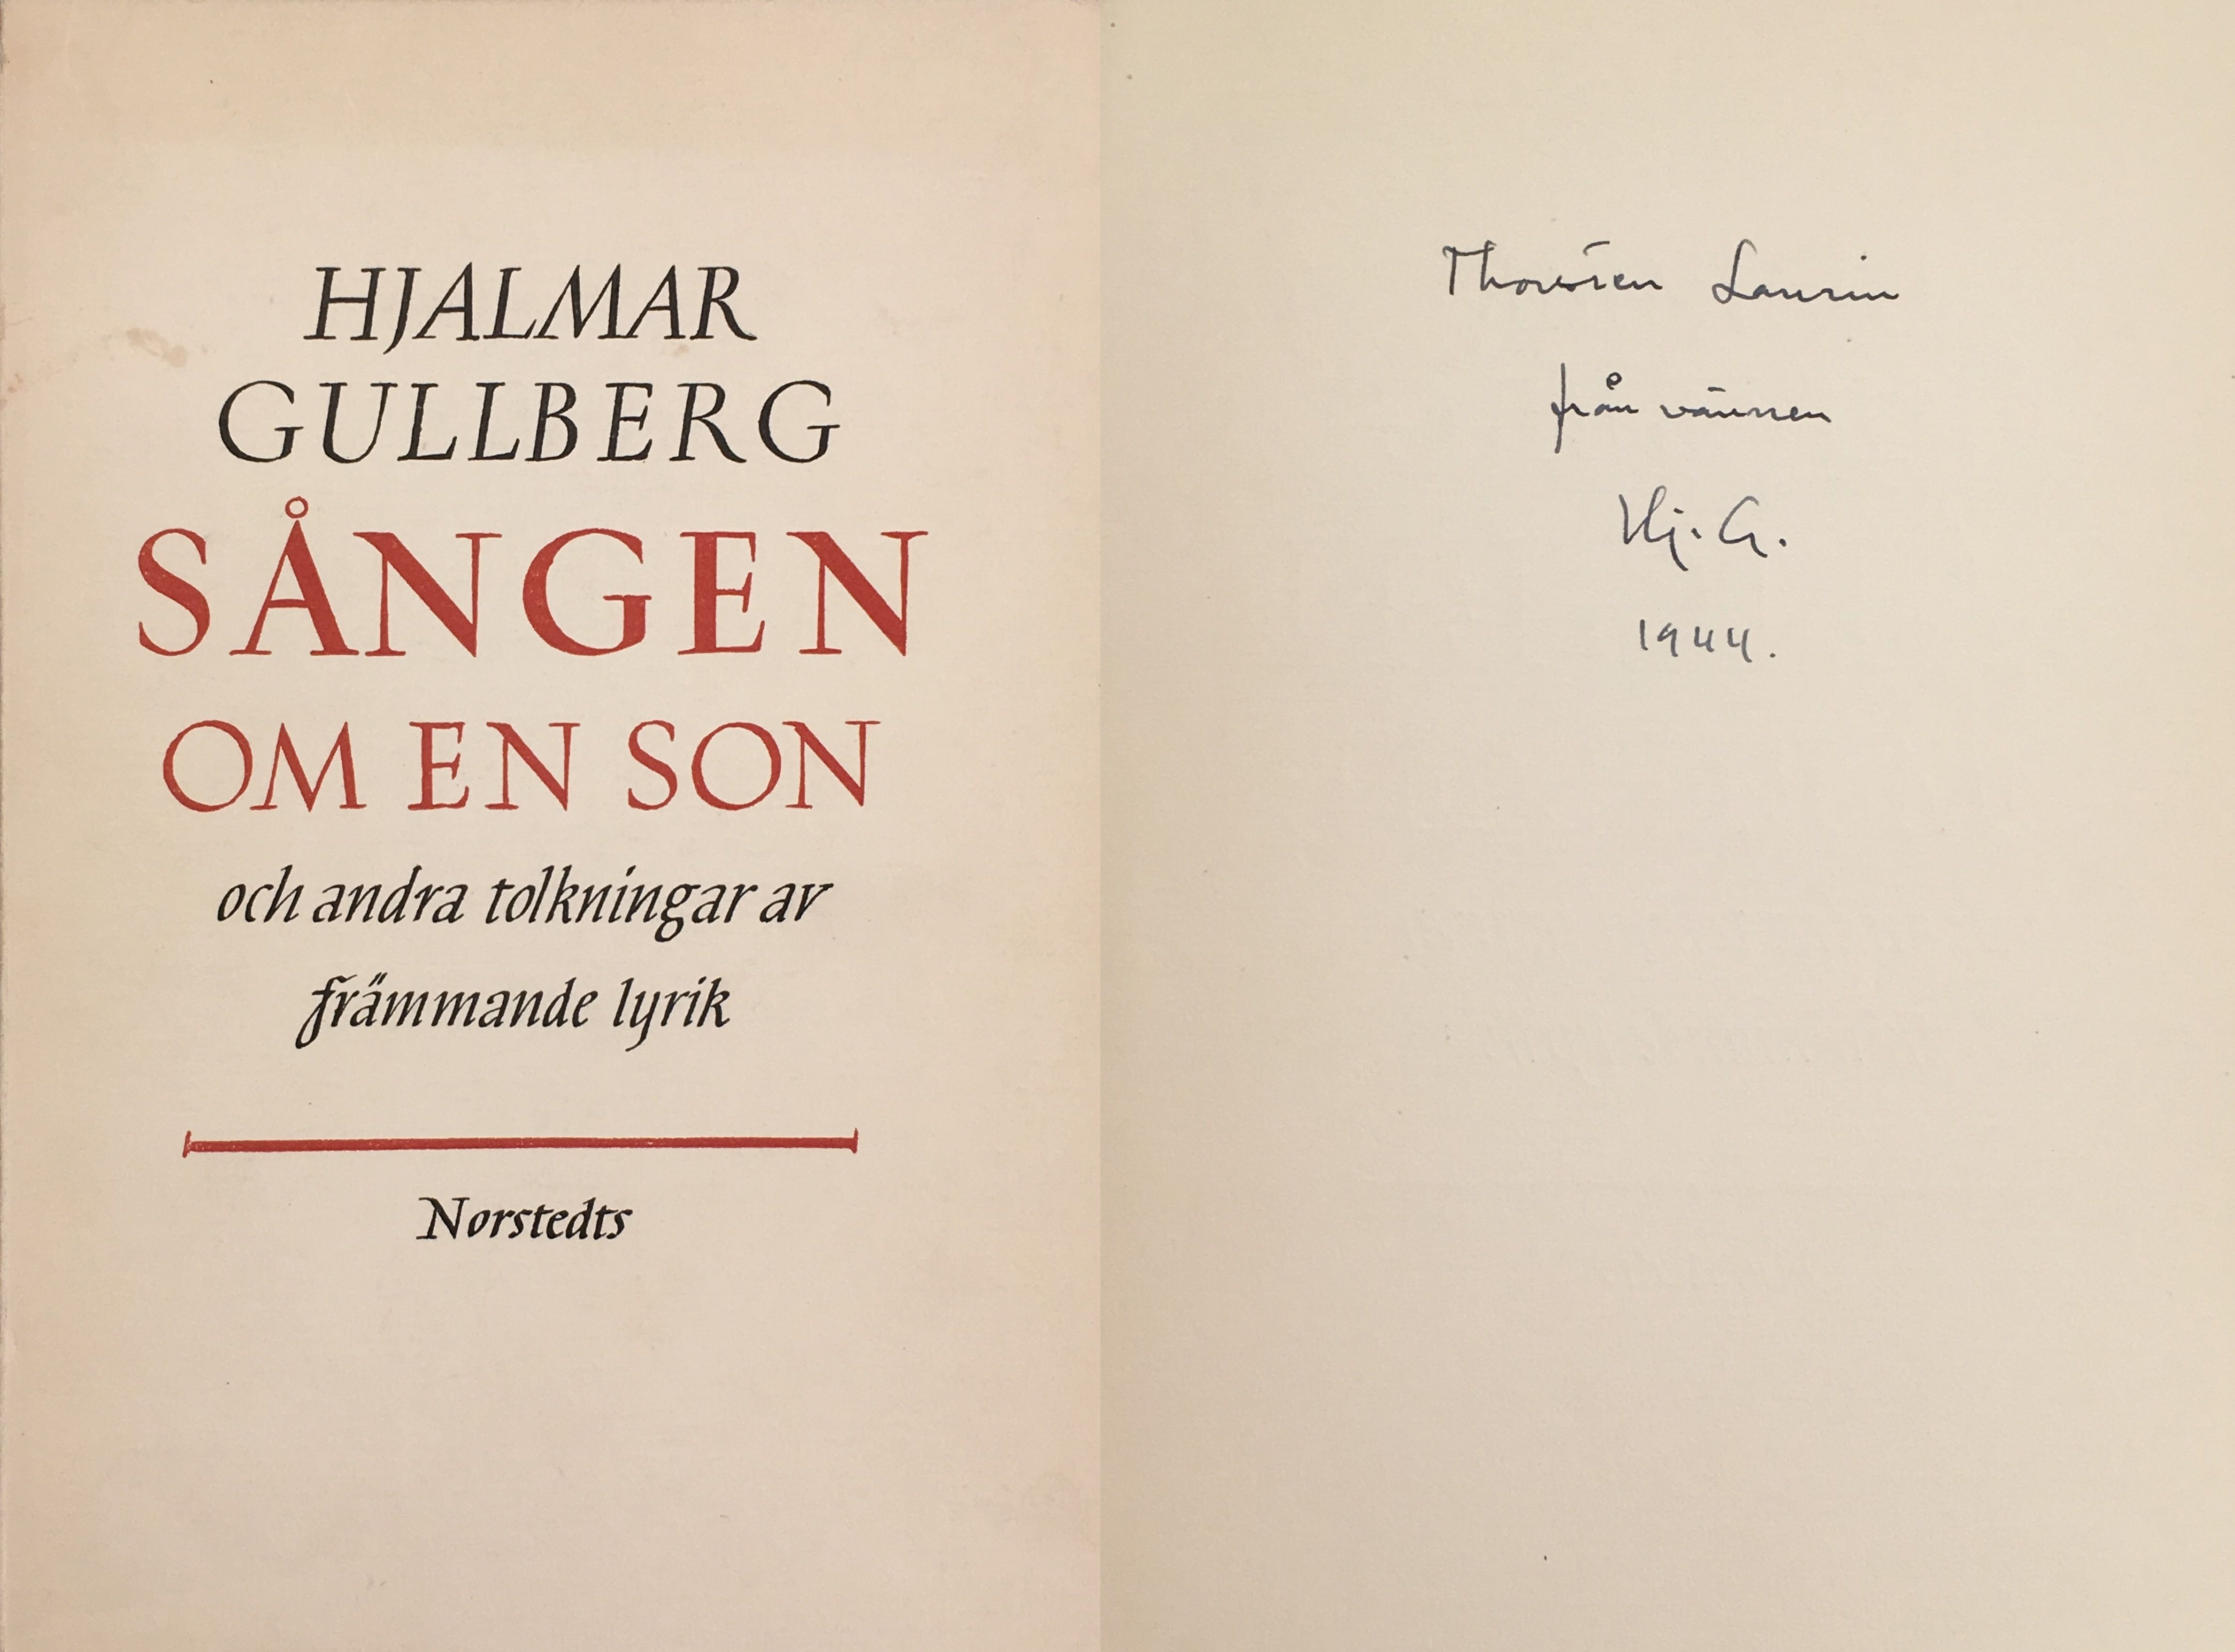 HJALMAR
GULLBERG
SÅNGEN
OM EN SON
och andra tolkningar av
främmande lyrik
Norstedts
Thorsten Laurin
från vännen
Hj. G.
1944.